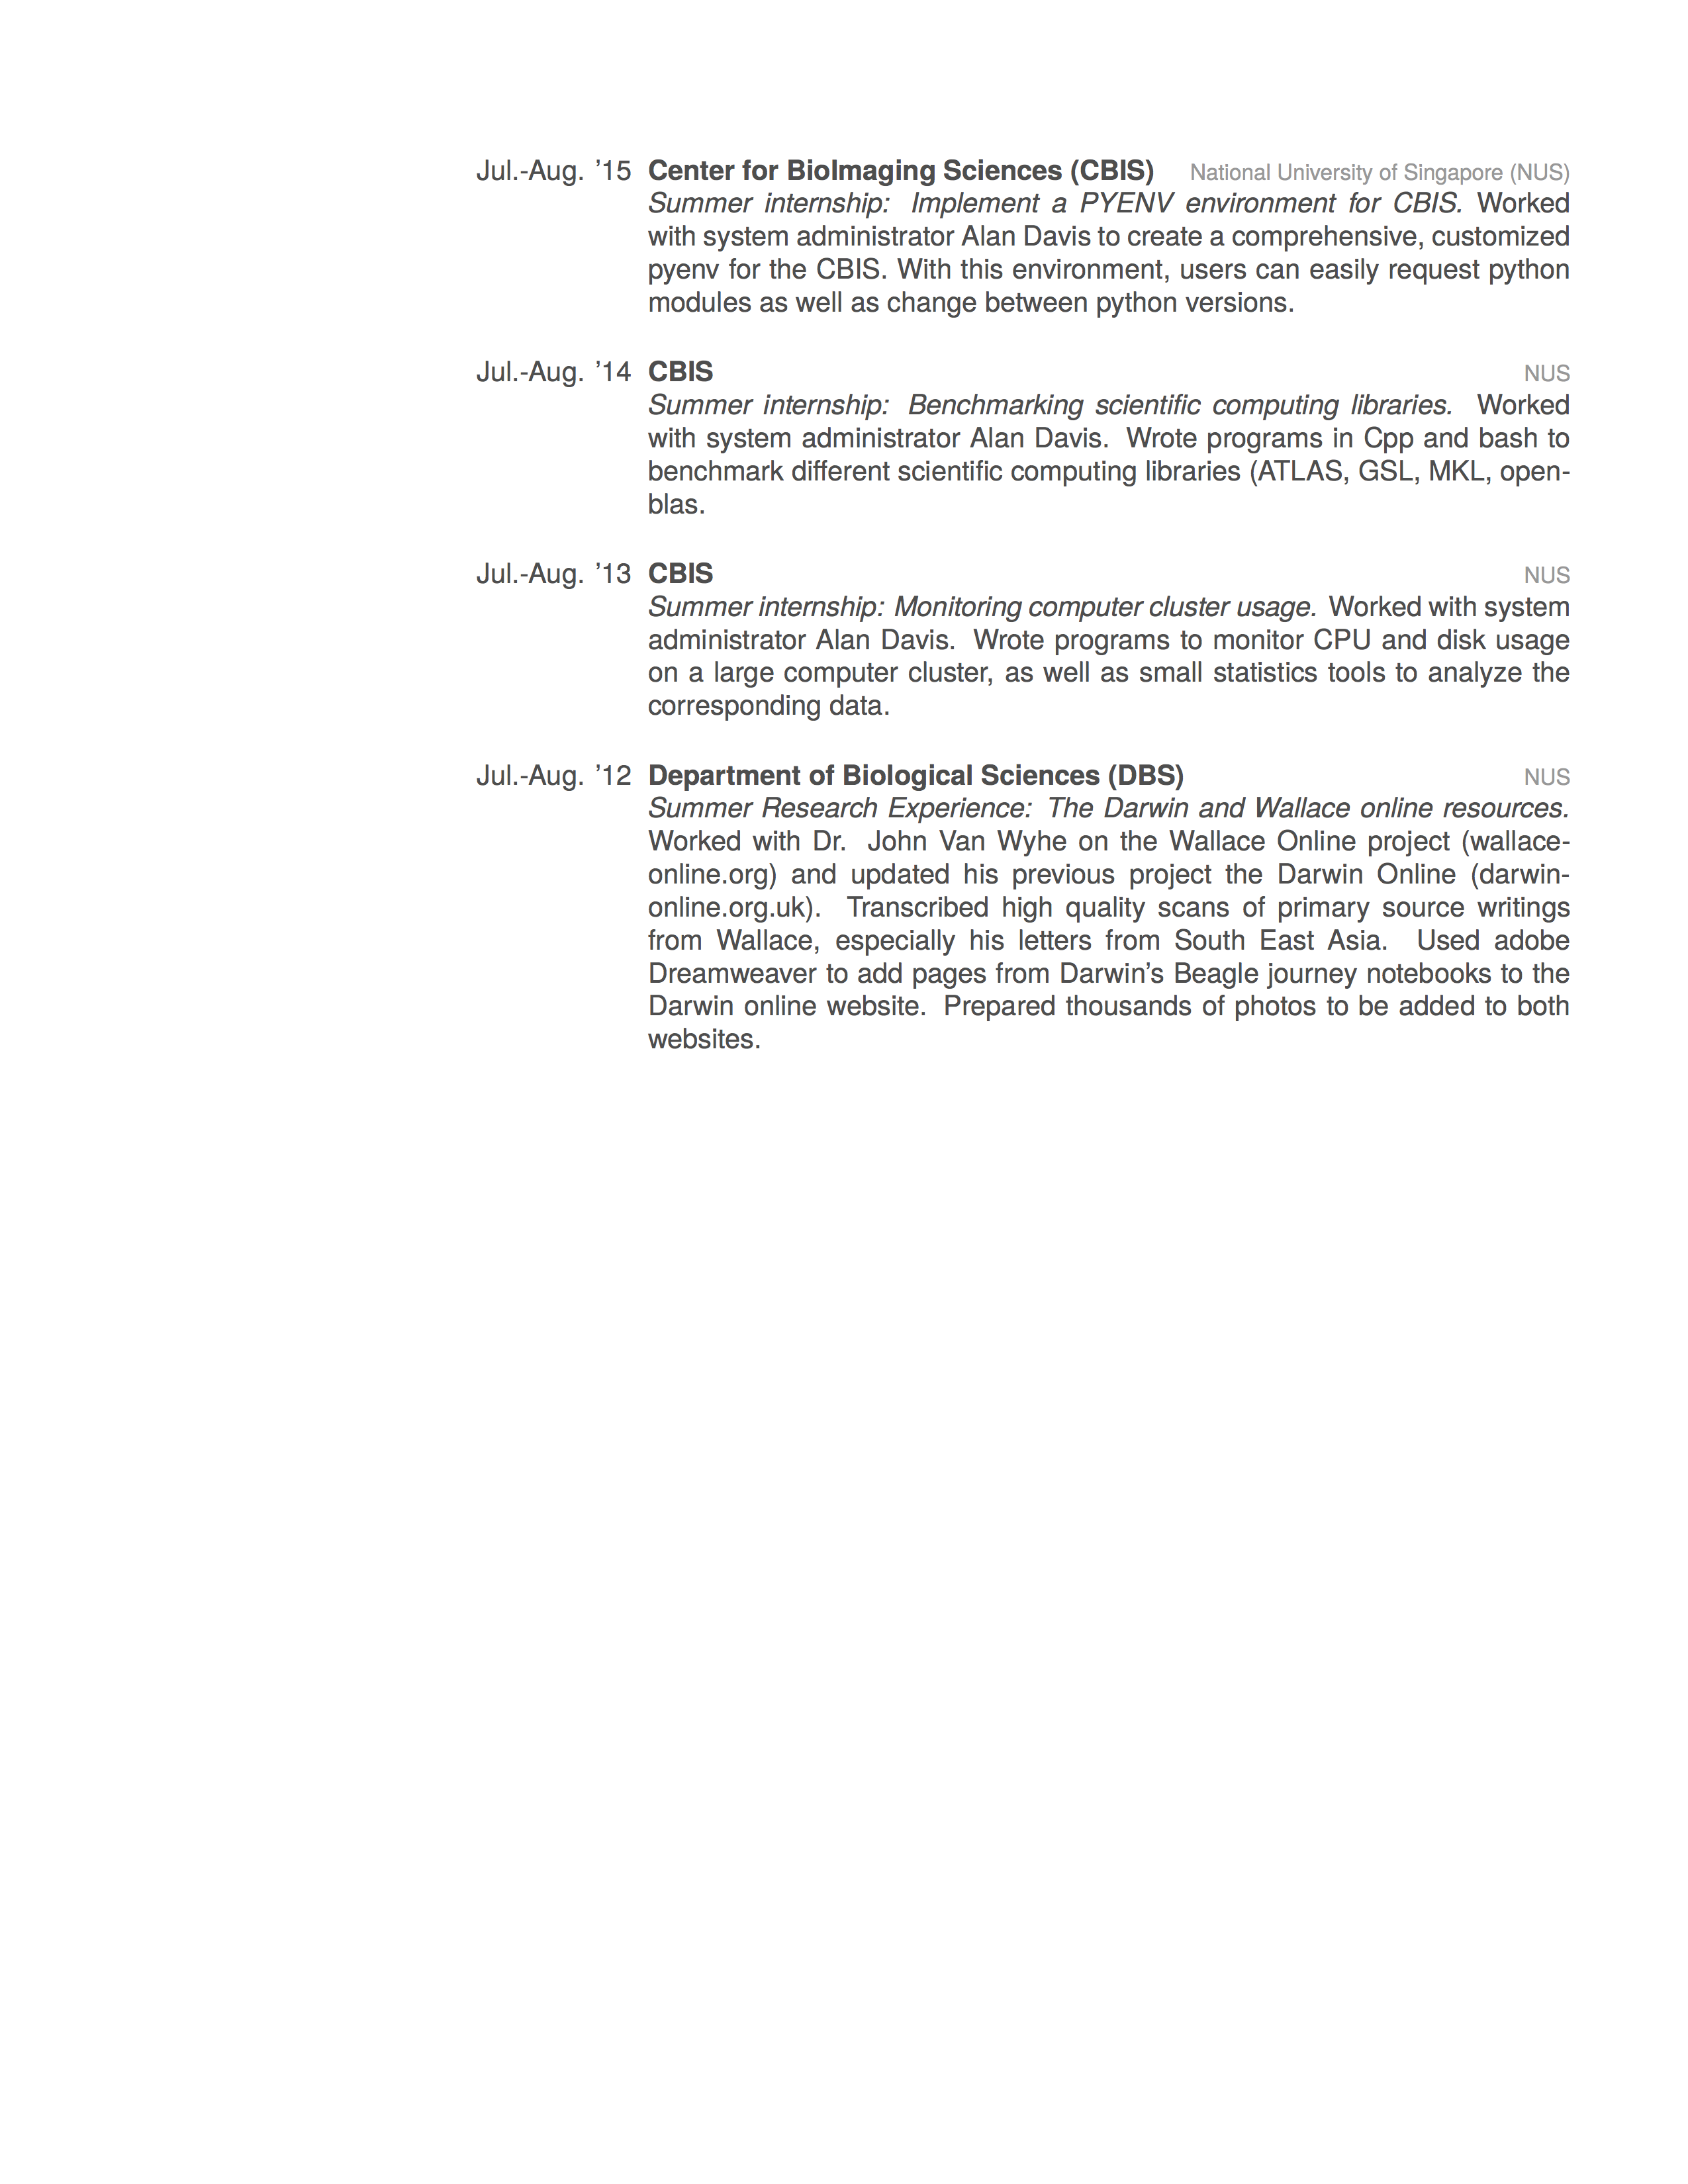 Jul.-Aug. ’15 Center for BioImaging Sciences (CBIS) National University of Singapore (NUS)
Summer internship: Implement a PYENV environment for CBIS. Worked
with system administrator Alan Davis to create a comprehensive, customized
pyenv for the CBIS. With this environment, users can easily request python
modules as well as change between python versions.
Jul.-Aug. ’14 CBIS NUS
Summer internship: Benchmarking scientific computing libraries. Worked
with system administrator Alan Davis. Wrote programs in Cpp and bash to
benchmark different scientific computing libraries (ATLAS, GSL, MKL, open-
blas.
Jul.-Aug. ’13 CBIS NUS
Summer internship: Monitoring computer cluster usage. Worked with system
administrator Alan Davis. Wrote programs to monitor CPU and disk usage
on a large computer cluster, as well as small statistics tools to analyze the
corresponding data.
Jul.-Aug. ’12 Department of Biological Sciences (DBS) NUS
Summer Research Experience: The Darwin and Wallace online resources.
Worked with Dr. John Van Wyhe on the Wallace Online project (wallace-
online.org) and updated his previous project the Darwin Online (darwin-
online.org.uk). Transcribed high quality scans of primary source writings
from Wallace, especially his letters from South East Asia. Used adobe
Dreamweaver to add pages from Darwin’s Beagle journey notebooks to the
Darwin online website. Prepared thousands of photos to be added to both
websites.